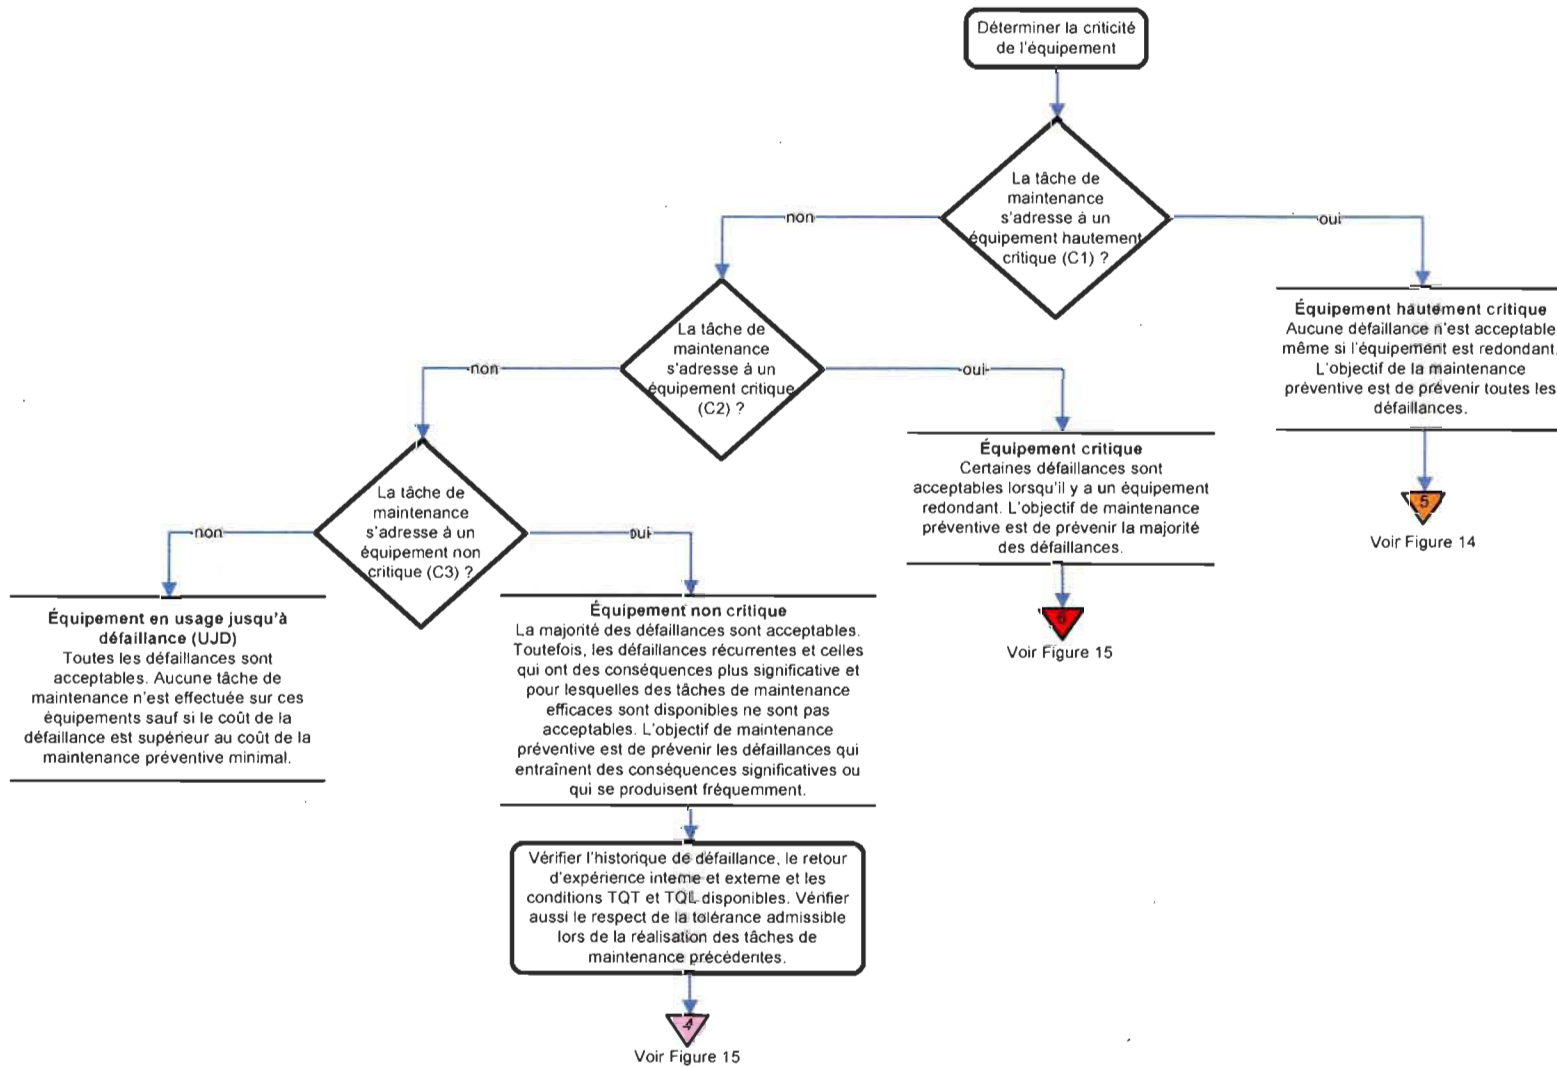 Déterminer la criticité
de l'équipement
La tâche de
maintenance
s'adresse à un
équipement hautement
critique (C1) ?
non
oui
Équipement hautement critique
Aucune défaillance n'est acceptable
même si l'équipement est redondant.
L'objectif de la maintenance
préventive est de prévenir toutes les
défaillances.
5
Voir Figure 14
La tâche de
maintenance
s'adresse à un
équipement critique
(C2) ?
non
oui
Équipement critique
Certaines défaillances sont
acceptables lorsqu'il y a un équipement
redondant. L'objectif de maintenance
préventive est de prévenir la majorité
des défaillances.
6
Voir Figure 15
La tâche de
maintenance
s'adresse à un
équipement non
critique (C3) ?
non
oui
Équipement en usage jusqu'à
défaillance (UJD)
Toutes les défaillances sont
acceptables. Aucune tâche de
maintenance n'est effectuée sur ces
équipements sauf si le coût de la
défaillance est supérieur au coût de la
maintenance préventive minimal.
Équipement non critique
La majorité des défaillances sont acceptables.
Toutefois, les défaillances récurrentes et celles
qui ont des conséquences plus significative et
pour lesquelles des tâches de maintenance
efficaces sont disponibles ne sont pas
acceptables. L'objectif de maintenance
préventive est de prévenir les défaillances qui
entraînent des conséquences significatives ou
qui se produisent fréquemment.
Vérifier l'historique de défaillance, le retour
d'expérience interne et externe et les
conditions TQT et TQL disponibles. Vérifier
aussi le respect de la tolérance admissible
lors de la réalisation des tâches de
maintenance précédentes.
4
Voir Figure 15